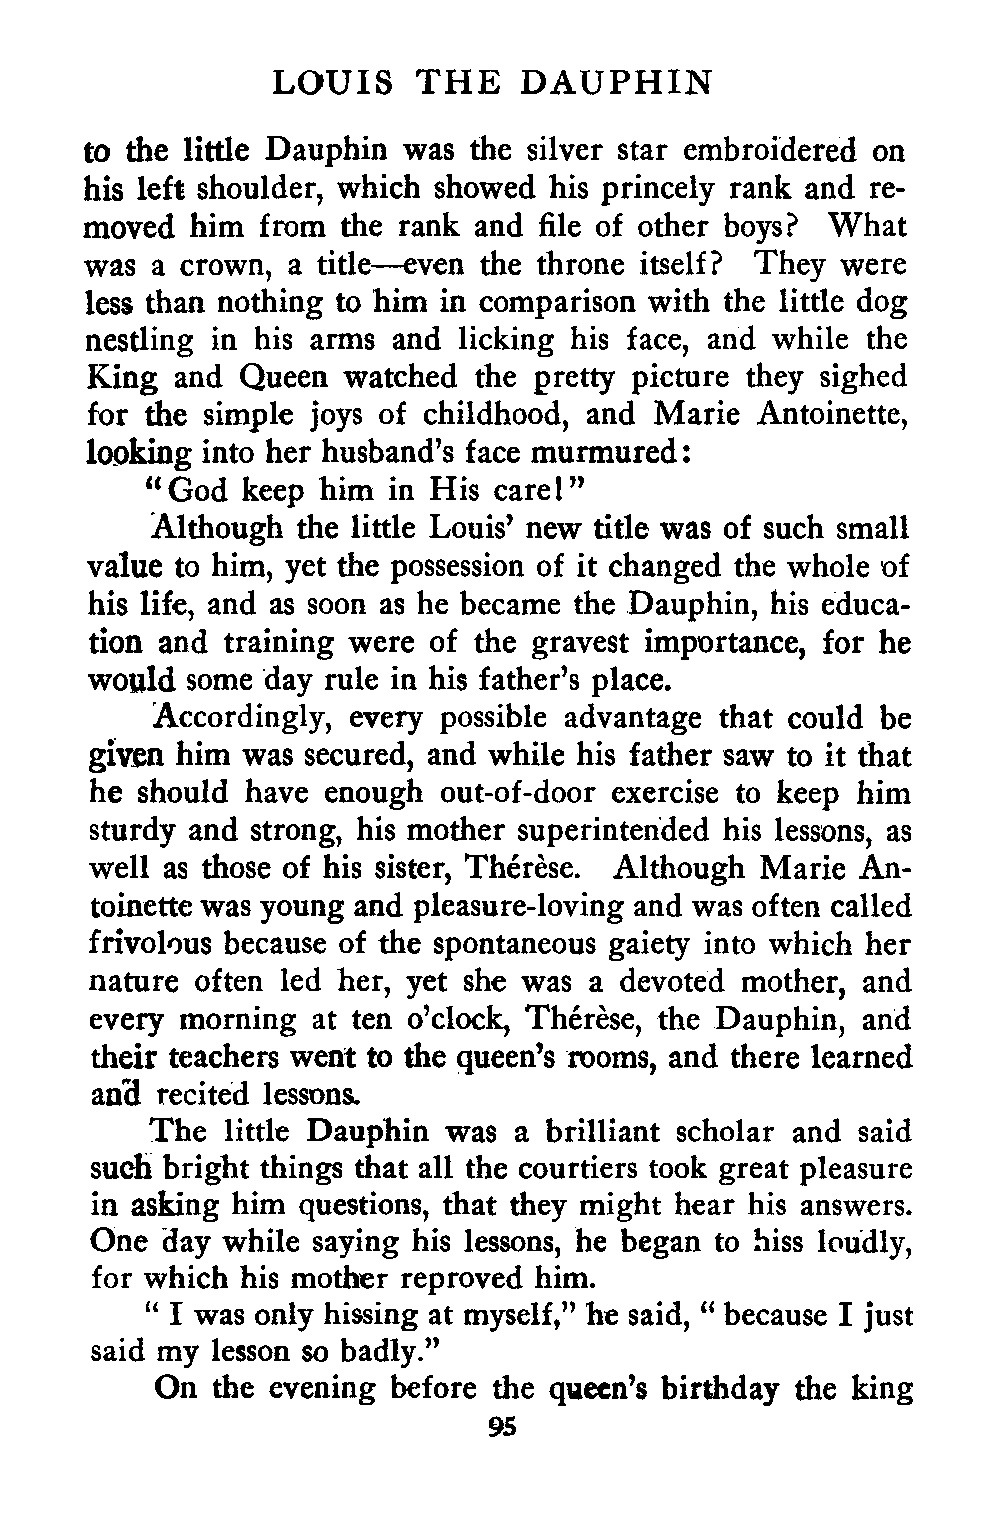 LOUIS THE DAUPHIN
to the little Dauphin was the silver star embroidered on
his left shoulder, which showed his princely rank and re-
moved him from the rank and file of other boys? What
was a crown, a title—even the throne itself? They were
less than nothing to him in comparison with the little dog
nestling in his arms and licking his face, and while the
King and Queen watched the pretty picture they sighed
for the simple joys of childhood, and Marie Antoinette,
looking into her husband's face murmured:
"God keep him in His care!"
Although the little Louis' new title was of such small
value to him, yet the possession of it changed the whole of
his life, and as soon as he became the Dauphin, his educa-
tion and training were of the gravest importance, for he
would some day rule in his father's place.
Accordingly, every possible advantage that could be
given him was secured, and while his father saw to it that
he should have enough out-of-door exercise to keep him
sturdy and strong, his mother superintended his lessons, as
well as those of his sister, Thérèse. Although Marie An-
toinette was young and pleasure-loving and was often called
frivolous because of the spontaneous gaiety into which her
nature often led her, yet she was a devoted mother, and
every morning at ten o'clock, Thérèse, the Dauphin, and
their teachers went to the queen's rooms, and there learned
and recited lessons.
The little Dauphin was a brilliant scholar and said
such bright things that all the courtiers took great pleasure
in asking him questions, that they might hear his answers.
One day while saying his lessons, he began to hiss loudly,
for which his mother reproved him.
" I was only hissing at myself," he said, " because I just
said my lesson so badly."
On the evening before the queen's birthday the king
95